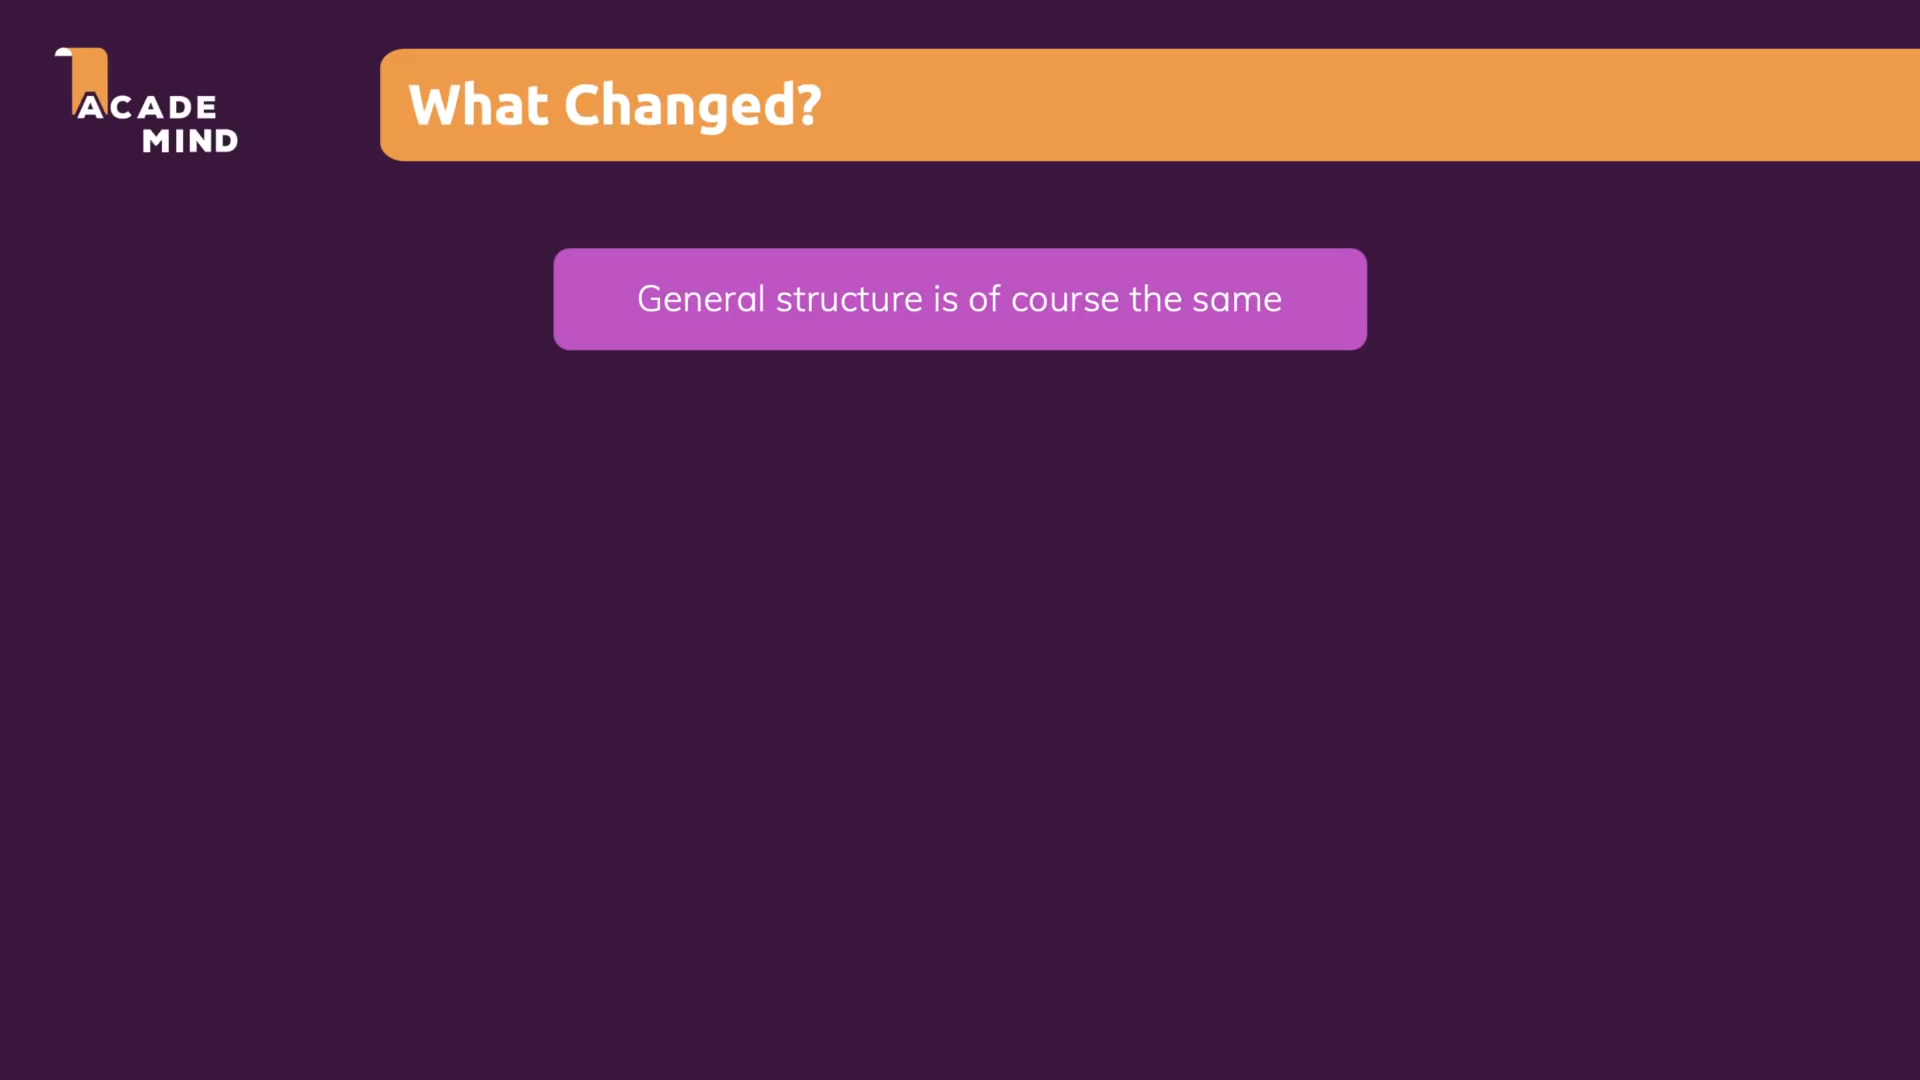 ACADE
MIND
What Changed?
General structure is of course the same